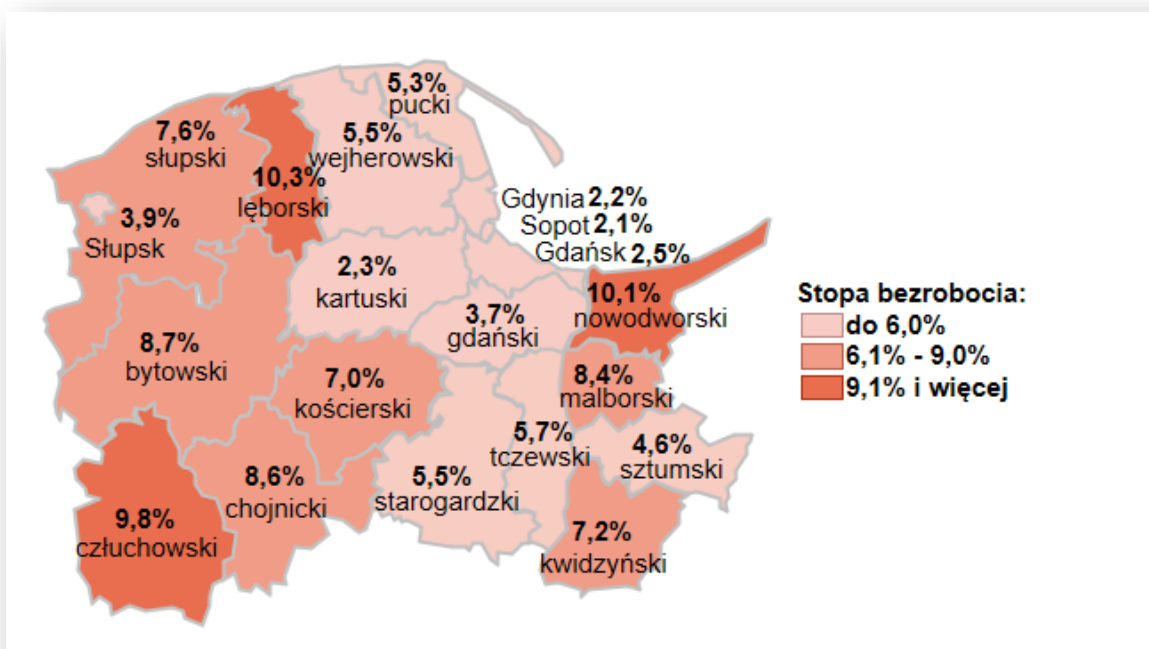 5,3%
pucki
7,6%
słupski
5,5%
wejherowski
10,3%
lęborski
3,9%
Słupsk
Gdynia 2,2%
Sopot 2,1%
Gdańsk 2,5%
2,3%
kartuski
3,7%
gdański
10,1%
nowodworski
8,7%
bytowski
7,0%
kościerski
8,4%
malborski
5,7%
tczewski
4,6%
sztumski
8,6%
chojnicki
5,5%
starogardzki
9,8%
człuchowski
7,2%
kwidzyński
Stopa bezrobocia:
do 6,0%
6,1% - 9,0%
9,1% i więcej